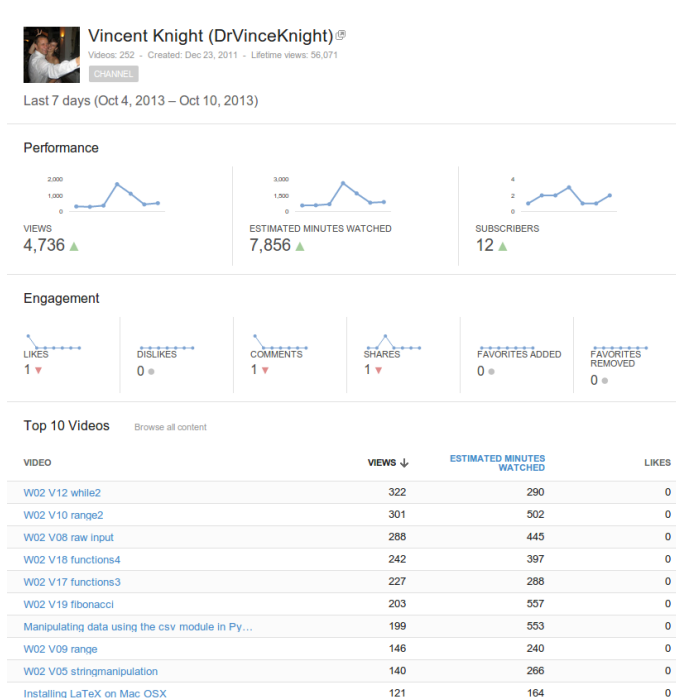 Vincent Knight (DrVinceKnight)
Videos: 252 - Created: Dec 23, 2011 - Lifetime views: 56,071
CHANNEL
Last 7 days (Oct 4, 2013 – Oct 10, 2013)
Performance
2,000
1,000
0
3,000
1,500
0
4
2
0
VIEWS ESTIMATED MINUTES WATCHED SUBSCRIBERS
4,736 7,856 12
Engagement
LIKES DISLIKES COMMENTS SHARES FAVORITES ADDED FAVORITES REMOVED
1 0 1 1 0 0
Top 10 Videos Browse all content
VIDEO VIEWS ESTIMATED MINUTES WATCHED LIKES
W02 V12 while2 322 290 0
W02 V10 range2 301 502 0
W02 V08 raw input 288 445 0
W02 V18 functions4 242 397 0
W02 V17 functions3 227 288 0
W02 V19 fibonacci 203 557 0
Manipulating data using the csv module in Py... 199 553 0
W02 V09 range 146 240 0
W02 V05 stringmanipulation 140 266 0
Installing LaTeX on Mac OSX 121 164 0